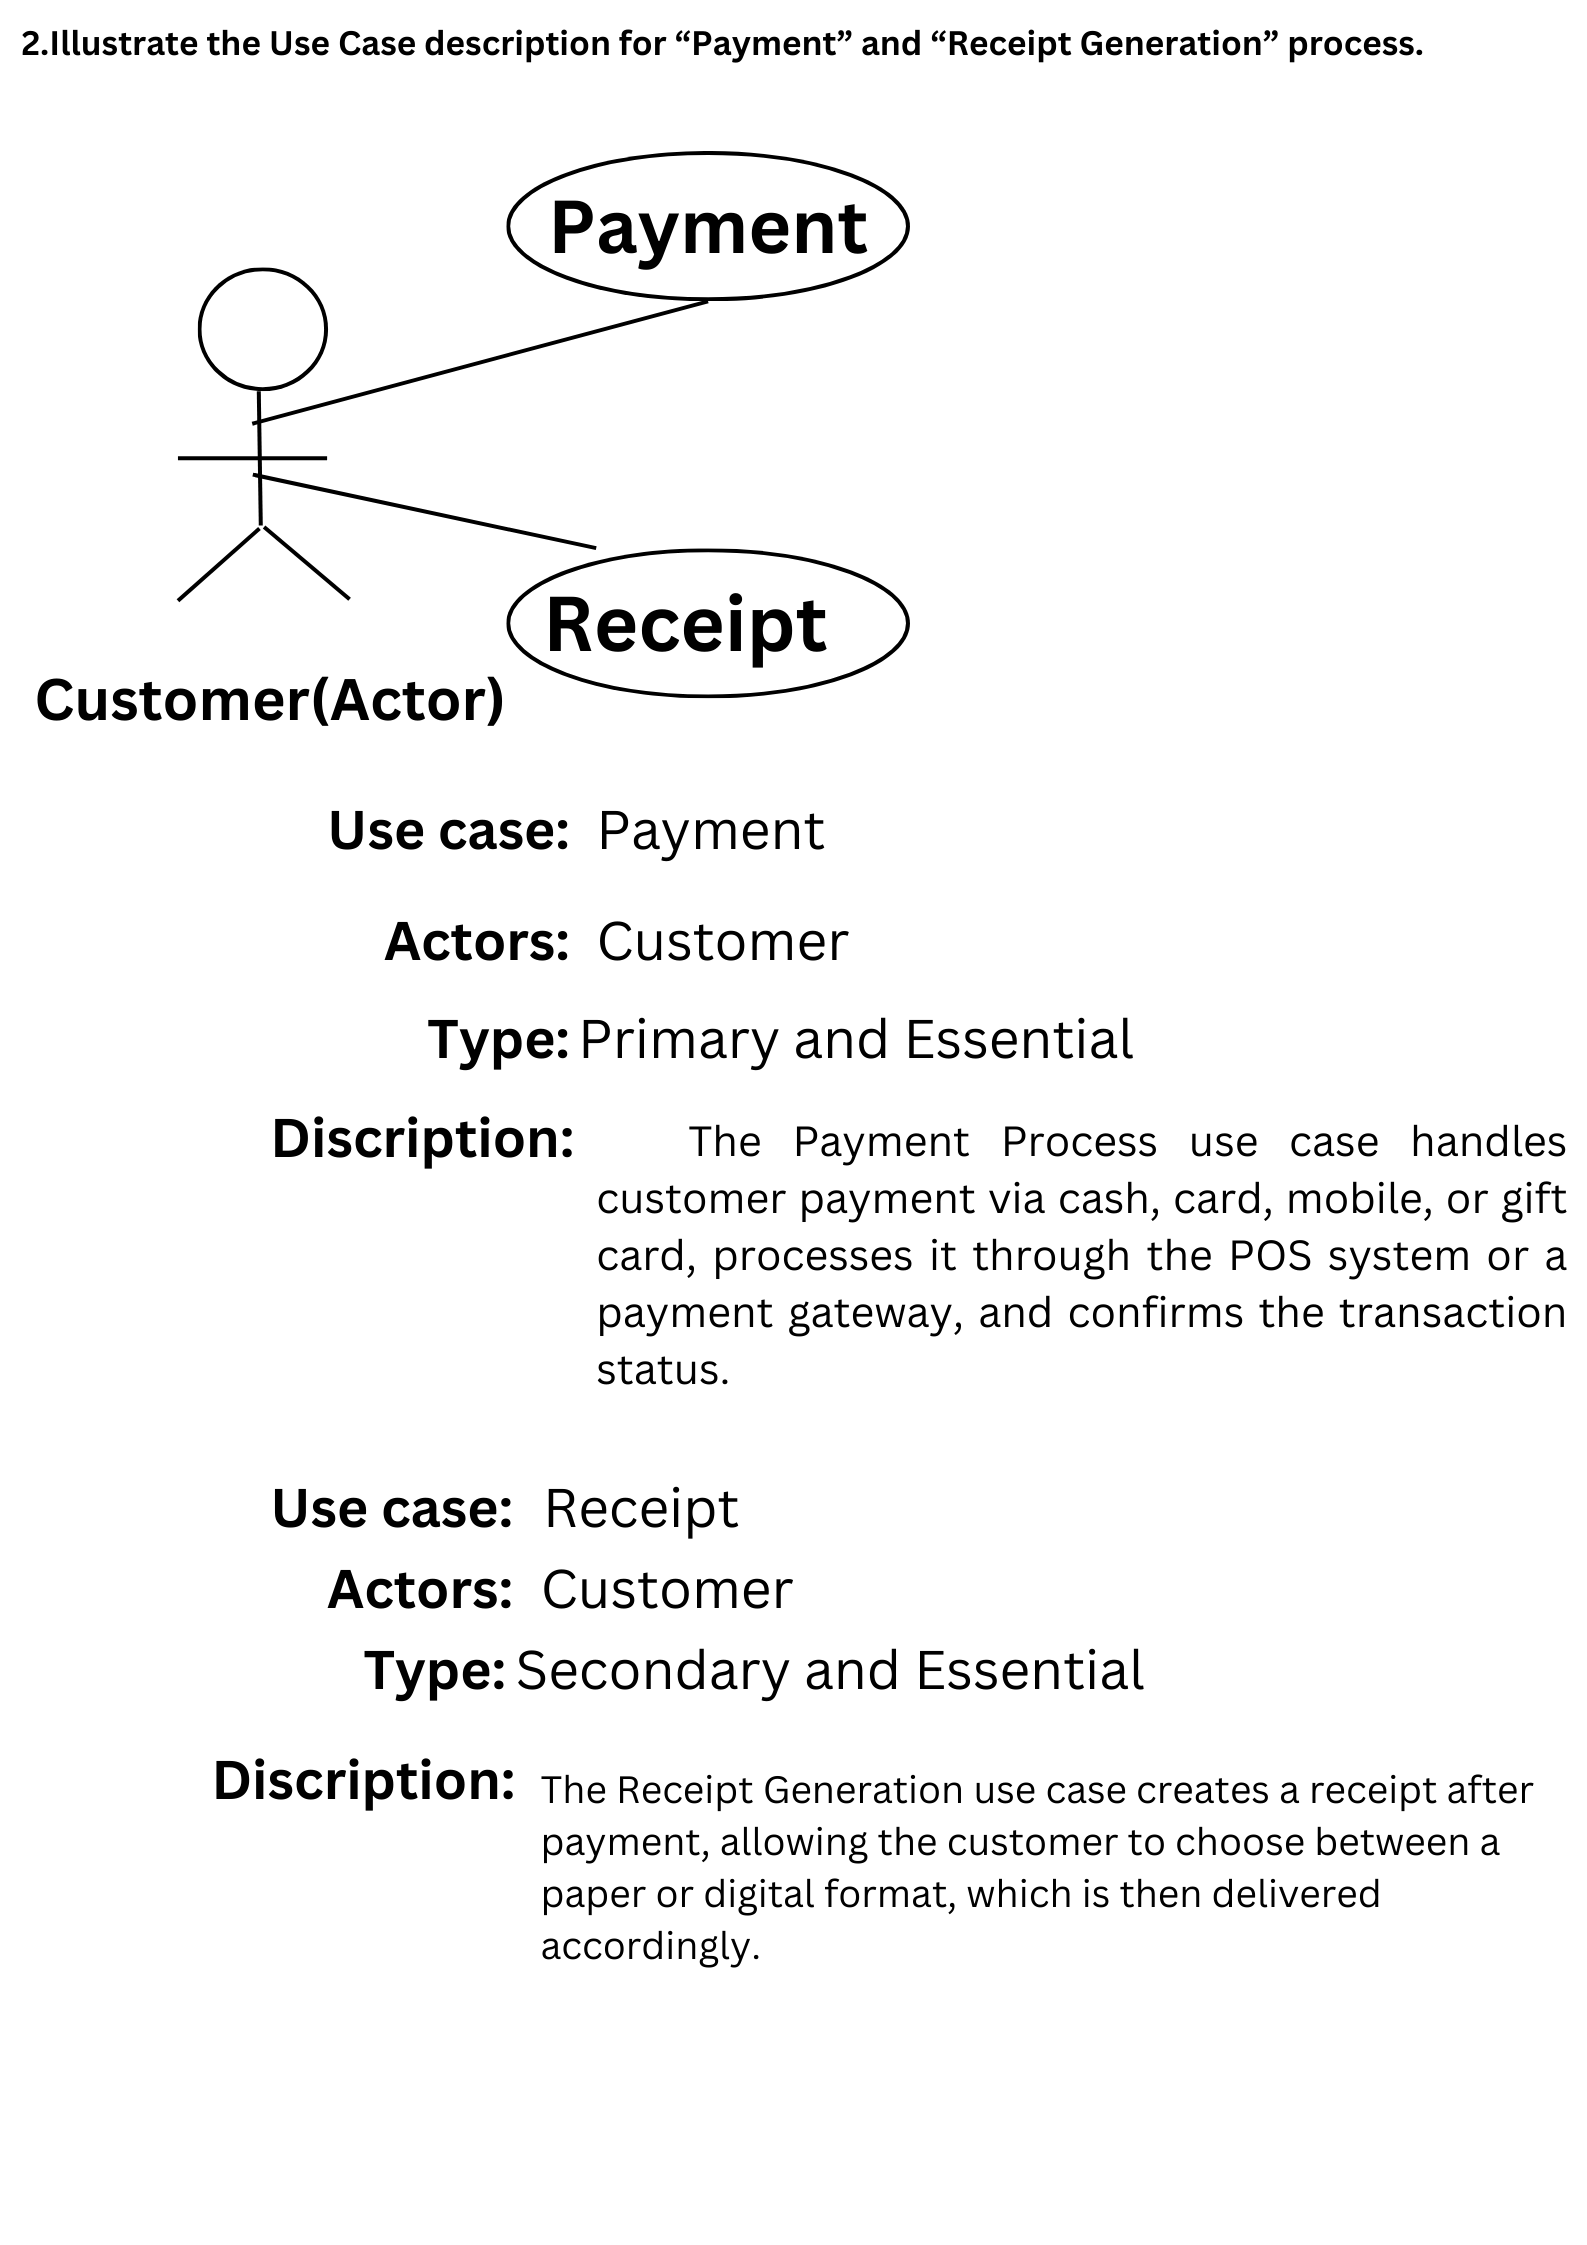 2.Illustrate the Use Case description for “Payment” and “Receipt Generation” process.
Payment
Receipt
Customer(Actor)
Use case: Payment
Actors: Customer
Type: Primary and Essential
Discription: The Payment Process use case handles
customer payment via cash, card, mobile, or gift
card, processes it through the POS system or a
payment gateway, and confirms the transaction
status.
Use case: Receipt
Actors: Customer
Type: Secondary and Essential
Discription: The Receipt Generation use case creates a receipt after
payment, allowing the customer to choose between a
paper or digital format, which is then delivered
accordingly.